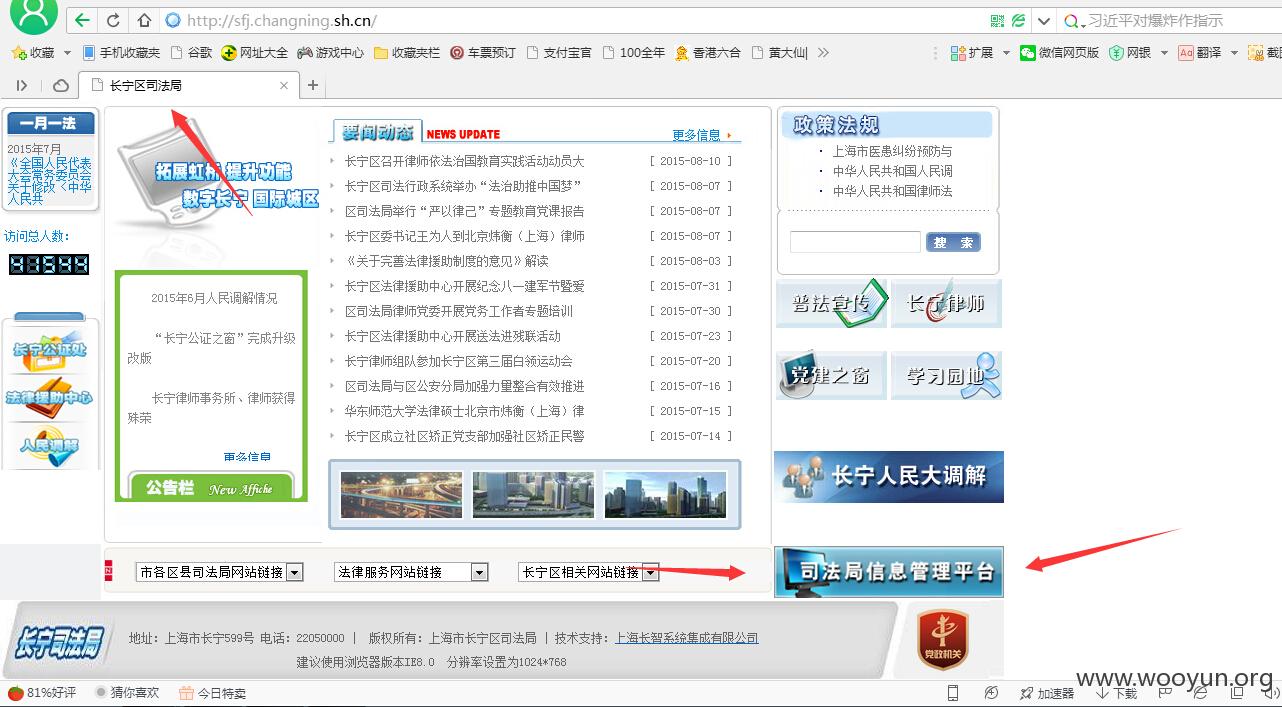 http://sfj.changning.sh.cn/
习近平对爆炸作指示
收藏 手机收藏夹 谷歌 网址大全 游戏中心 收藏夹栏 车票预订 支付宝官 100全年 香港六合 黄大仙| 扩展 微信网页版 网银 翻译
长宁区司法局
一月一法
2015年7月
《全国人民代表
大会常务委员会
关于修改〈中华
人民共
访问总人数:
41544
长宁公证处
法律援助中心
人民调解
拓展虹桥 提升功能
数字长宁 国际城区
2015年6月人民调解情况
“长宁公证之窗”完成升级
改版
长宁律师事务所、律师获得
殊荣
更多信息
公告栏 New Affiche
要闻动态 NEWS UPDATE 更多信息
长宁区召开律师依法治国教育实践活动动员大 [ 2015-08-10 ]
长宁区司法行政系统举办“法治助推中国梦” [ 2015-08-07 ]
区司法局举行“严以律己”专题教育党课报告 [ 2015-08-07 ]
长宁区委书记王为人到北京炜衡（上海）律师 [ 2015-08-07 ]
《关于完善法律援助制度的意见》解读 [ 2015-08-03 ]
长宁区法律援助中心开展纪念八一建军节暨爱 [ 2015-07-31 ]
区司法局律师党委开展党务工作者专题培训 [ 2015-07-30 ]
长宁区法律援助中心开展送法进残联活动 [ 2015-07-23 ]
长宁律师组队参加长宁区第三届白领运动会 [ 2015-07-20 ]
区司法局与区公安分局加强力量整合有效推进 [ 2015-07-16 ]
华东师范大学法律硕士北京市炜衡（上海）律 [ 2015-07-15 ]
长宁区成立社区矫正党支部加强社区矫正民警 [ 2015-07-14 ]
政策法规
· 上海市医患纠纷预防与
· 中华人民共和国人民调
· 中华人民共和国律师法
搜 索
普法宣传 长宁律师
党建之窗 学习园地
长宁人民大调解
司法局信息管理平台
市各区县司法局网站链接 法律服务网站链接 长宁区相关网站链接
长宁司法局
地址：上海市长宁599号 | 电话：22050000 | 版权所有：上海市长宁区司法局 | 技术支持：上海长智系统集成有限公司
建议使用浏览器版本IE6.0 分辨率设置为1024*768
党政机关
www.wooyun.org
81%好评 猜你喜欢 今日特卖 加速器 下载